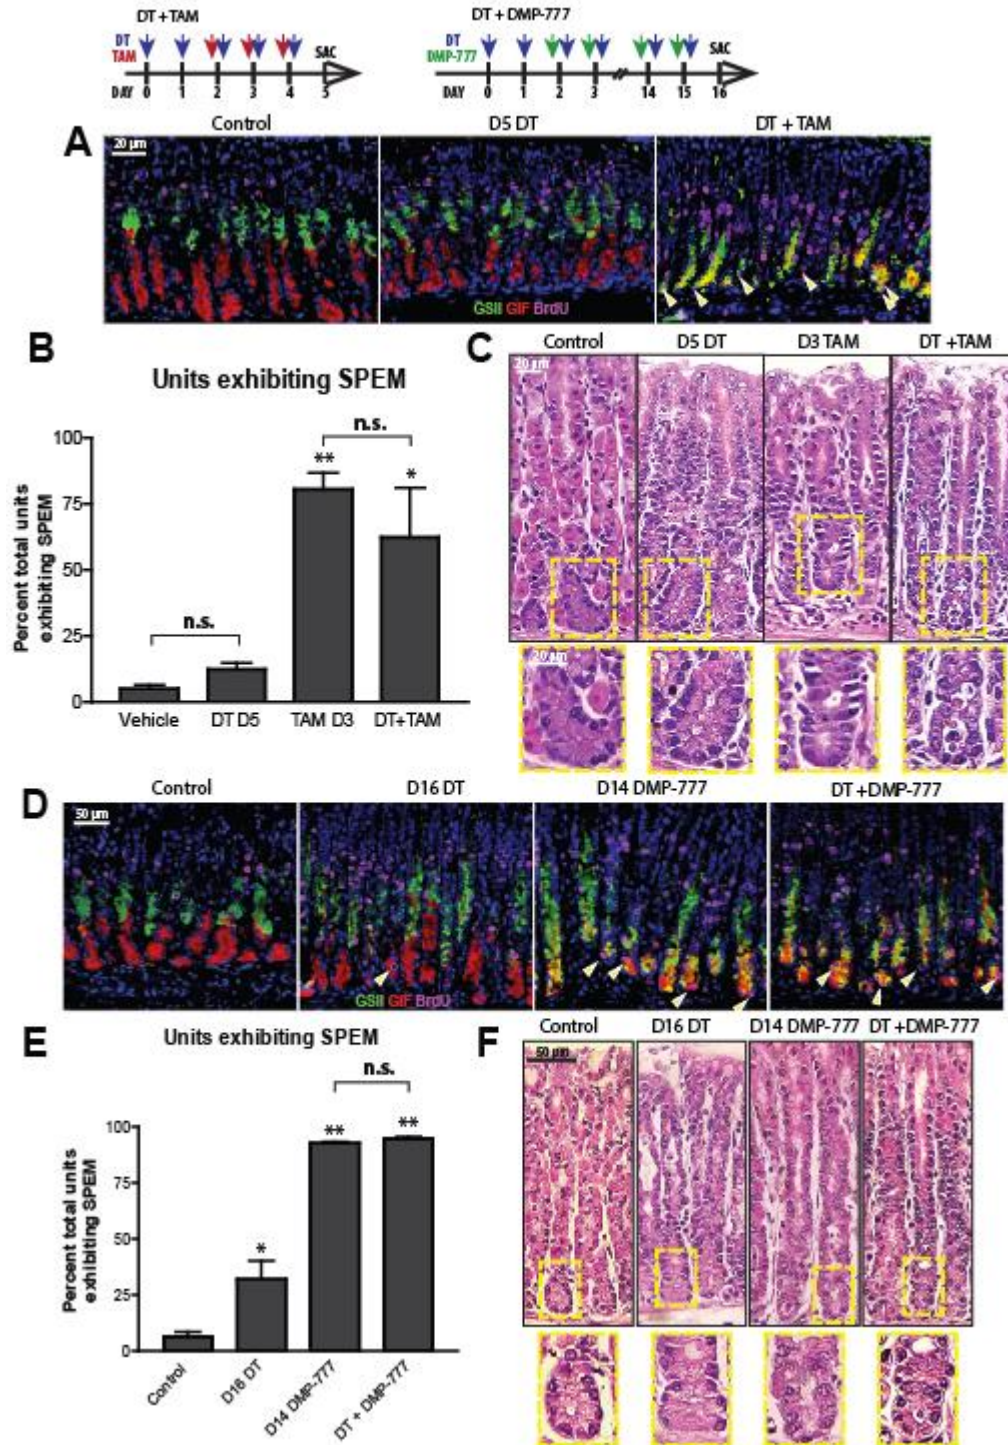 DT +TAM
DT + DMP-777
DT
TAM
SAC
DAY 0 1 2 3 4 5
DT
DMP-777
SAC
DAY 0 1 2 3 // 14 15 16
A
Control
D5 DT
DT + TAM
20 µm
GSII GIF BrdU
B
Units exhibiting SPEM
Percent total units
exhibiting SPEM
100
75
50
25
0
n.s.
n.s.
**
*
Vehicle
DT D5
TAM D3
DT+TAM
C
Control
D5 DT
D3 TAM
DT +TAM
20 µm
20 µm
D
Control
D16 DT
D14 DMP-777
DT +DMP-777
50 µm
GSII GIF BrdU
E
Units exhibiting SPEM
Percent total units
exhibiting SPEM
100
75
50
25
0
n.s.
*
**
**
Control
D16 DT
D14 DMP-777
DT + DMP-777
F
Control
D16 DT
D14 DMP-777
DT +DMP-777
50 µm